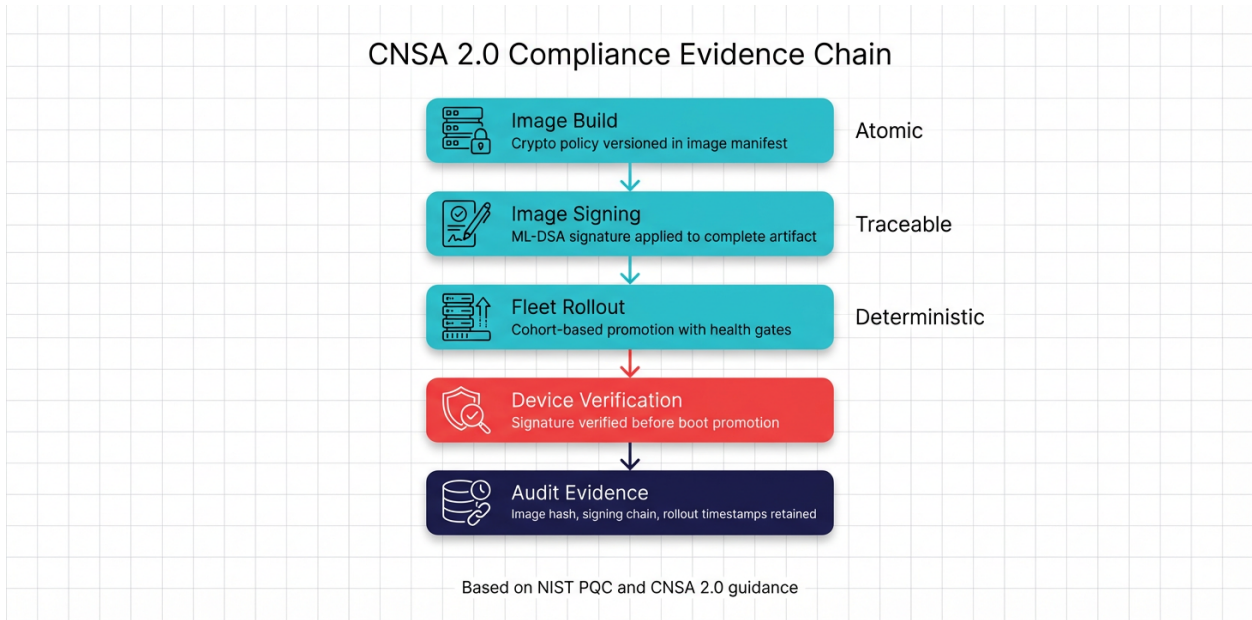 CNSA 2.0 Compliance Evidence Chain
Image Build
Crypto policy versioned in image manifest
Atomic
Image Signing
ML-DSA signature applied to complete artifact
Traceable
Fleet Rollout
Cohort-based promotion with health gates
Deterministic
Device Verification
Signature verified before boot promotion
Audit Evidence
Image hash, signing chain, rollout timestamps retained
Based on NIST PQC and CNSA 2.0 guidance